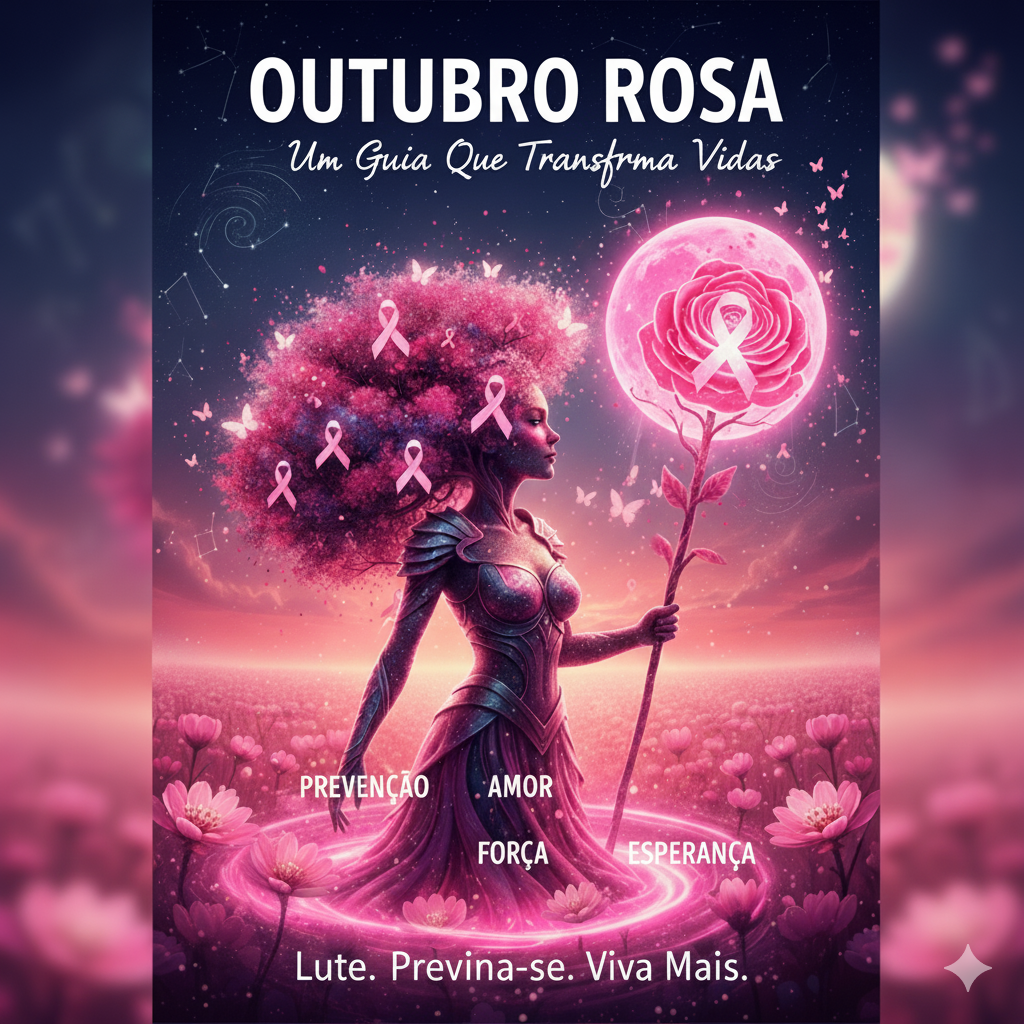 OUTUBRO ROSA
Um Guia Que Transfrma Vidas
PREVENÇÃO AMOR
FORÇA ESPERANÇA
Lute. Previna-se. Viva Mais.